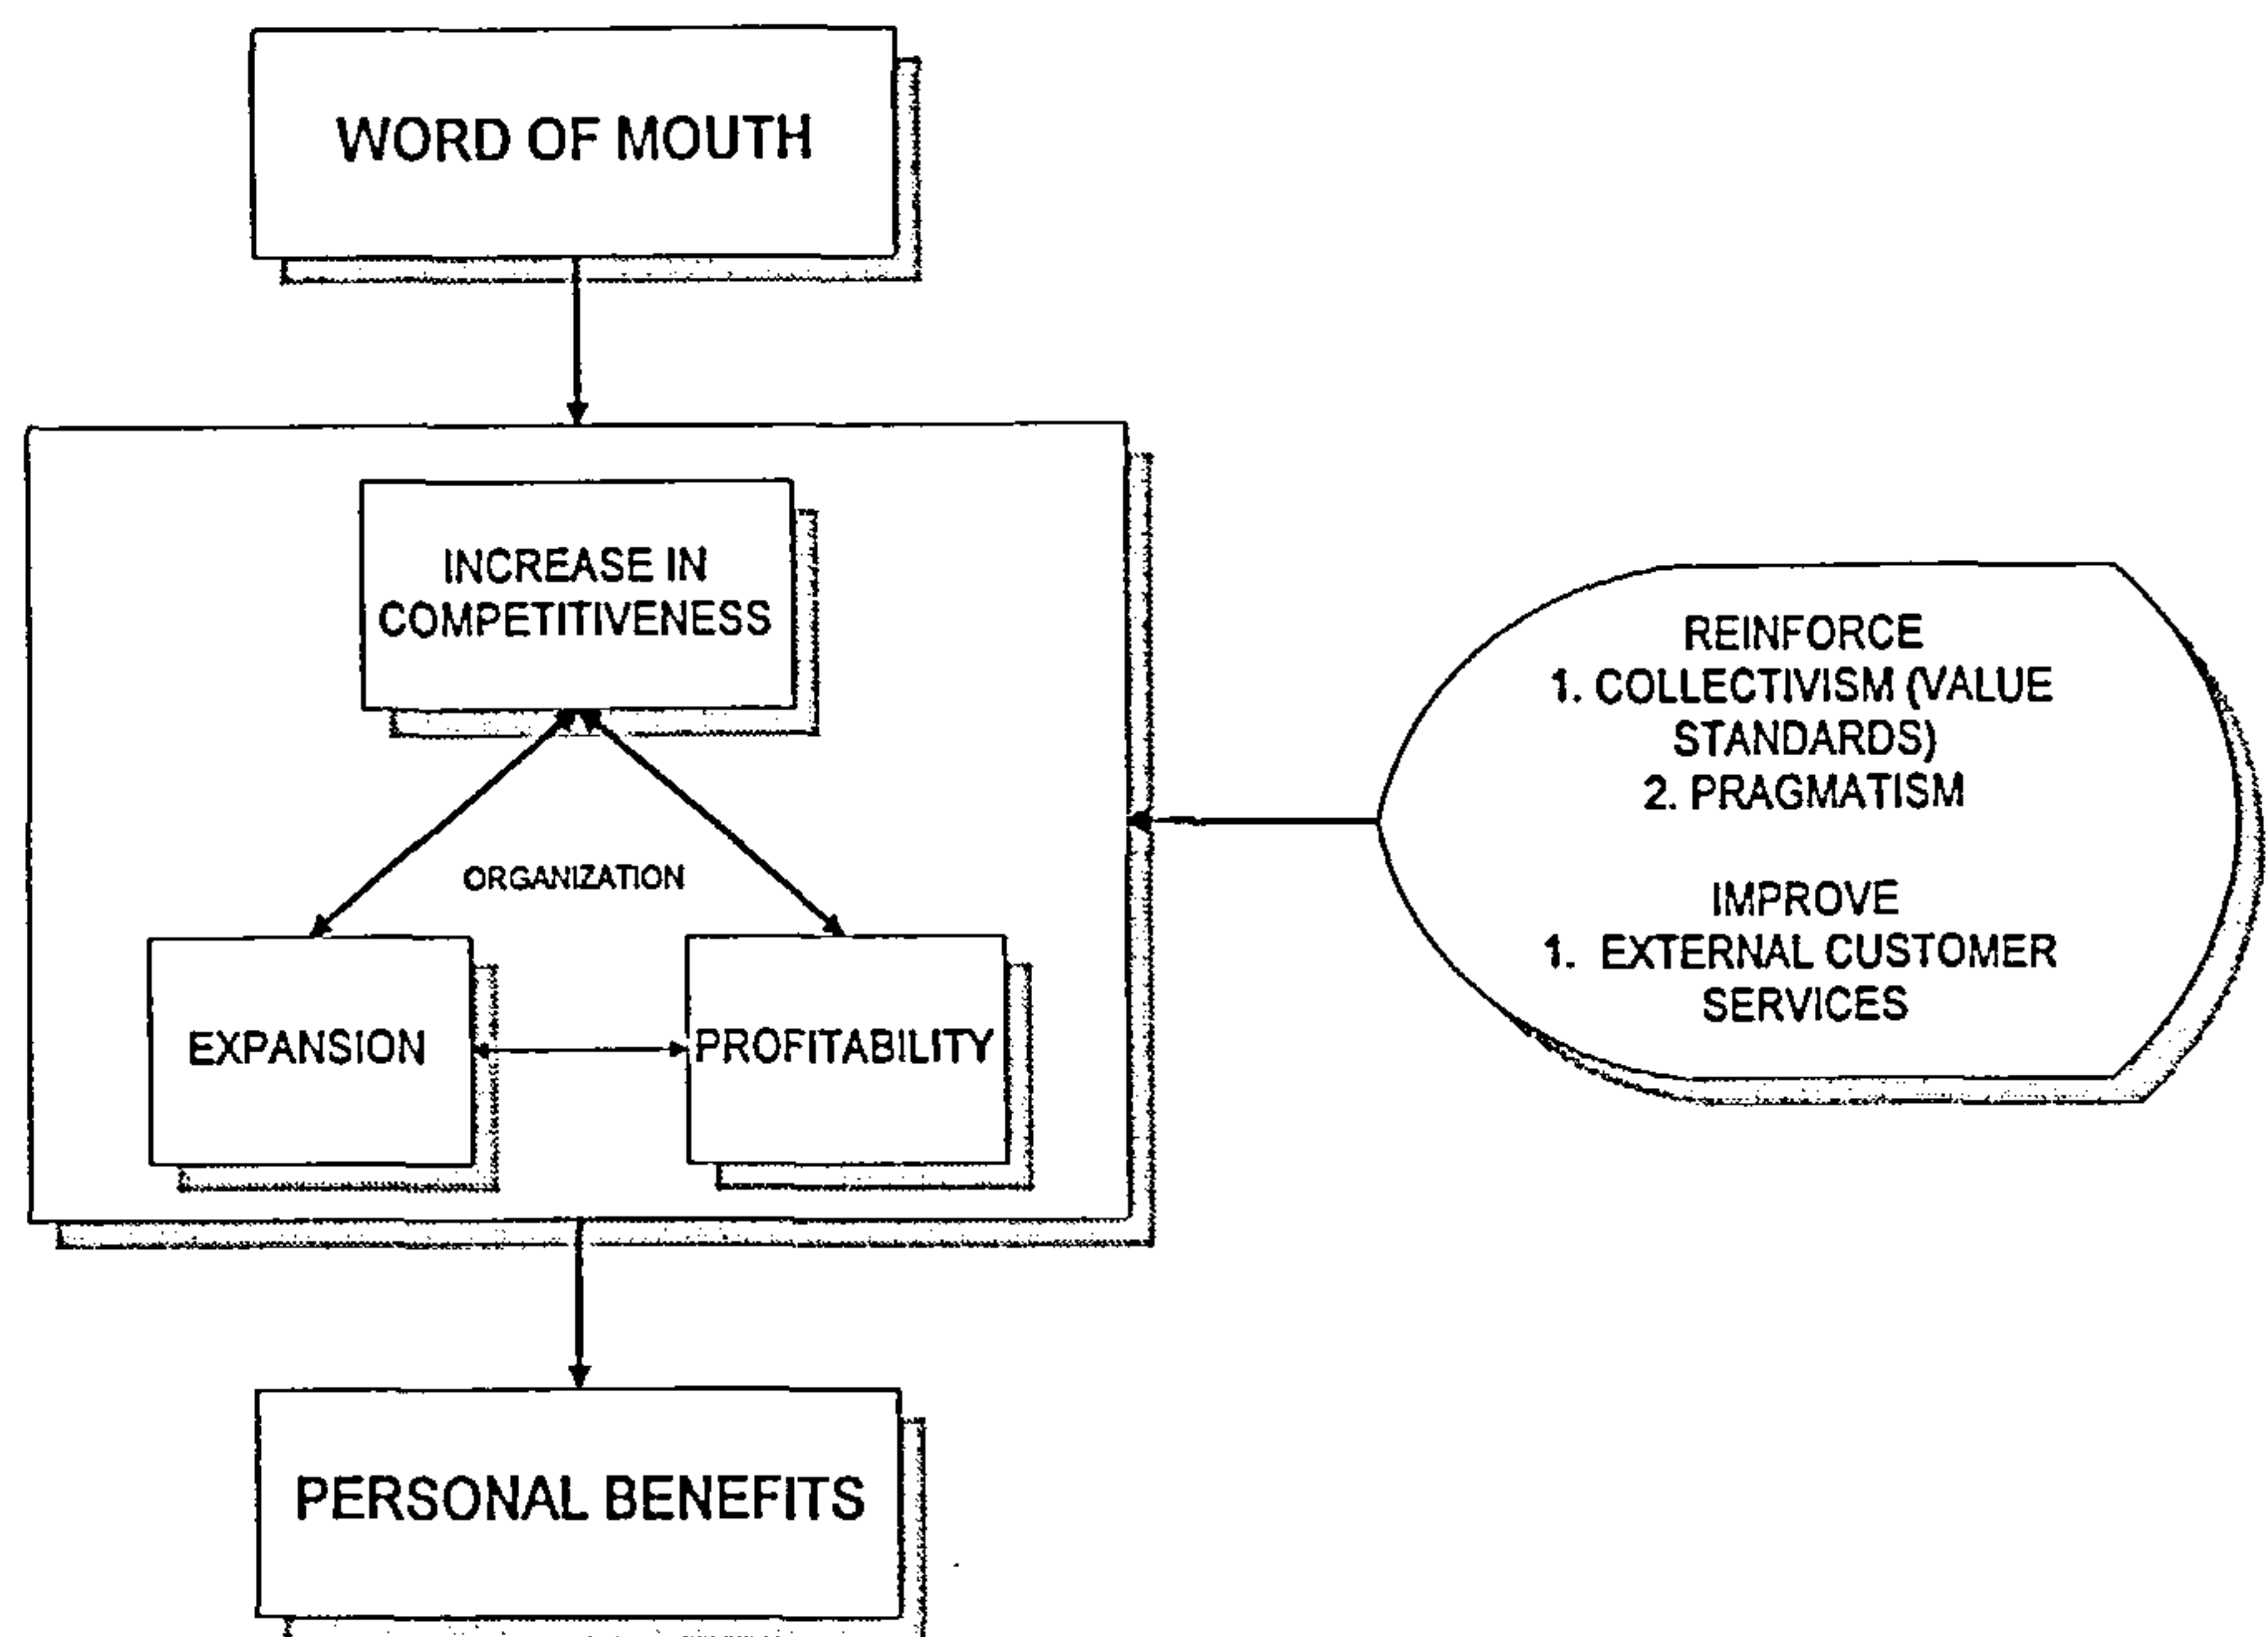 WORD OF MOUTH
INCREASE IN
COMPETITIVENESS
ORGANIZATION
EXPANSION
PROFITABILITY
REINFORCE
1. COLLECTIVISM (VALUE
STANDARDS)
2. PRAGMATISM
IMPROVE
1. EXTERNAL CUSTOMER
SERVICES
PERSONAL BENEFITS